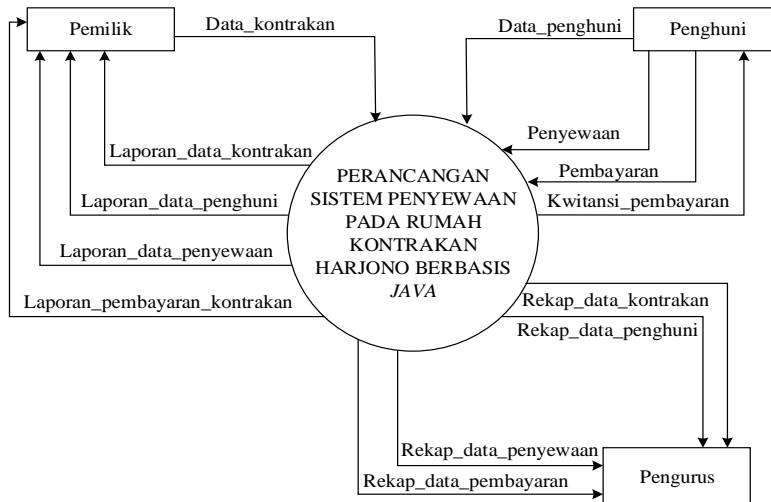 Pemilik
Data_kontrakan
Data_penghuni
Penghuni
Penyewaan
Laporan_data_kontrakan
Pembayaran
Laporan_data_penghuni
Kwitansi_pembayaran
PERANCANGAN
SISTEM PENYEWAAN
PADA RUMAH
KONTRAKAN
HARJONO BERBASIS
JAVA
Laporan_data_penyewaan
Laporan_pembayaran_kontrakan
Rekap_data_kontrakan
Rekap_data_penghuni
Rekap_data_penyewaan
Rekap_data_pembayaran
Pengurus